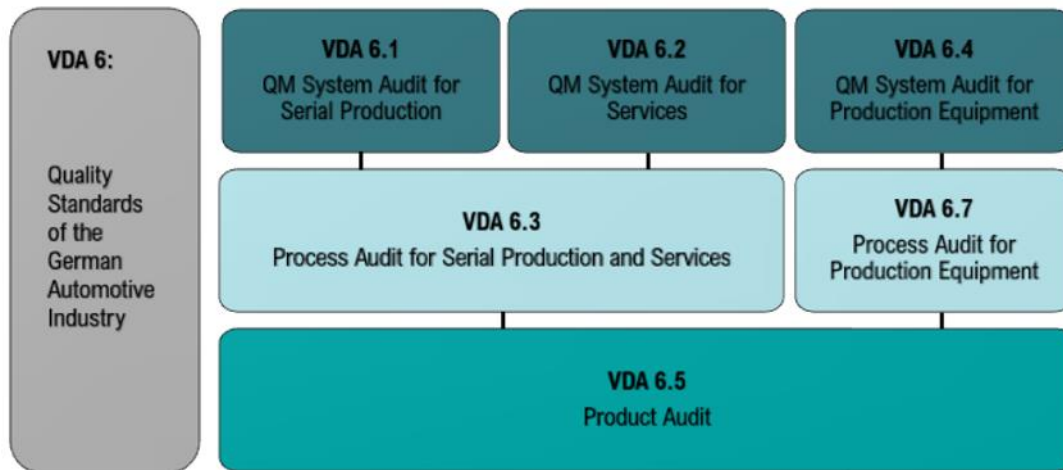 VDA 6:
Quality
Standards
of the
German
Automotive
Industry
VDA 6.1
QM System Audit for
Serial Production
VDA 6.2
QM System Audit for
Services
VDA 6.4
QM System Audit for
Production Equipment
VDA 6.3
Process Audit for Serial Production and Services
VDA 6.7
Process Audit for
Production Equipment
VDA 6.5
Product Audit